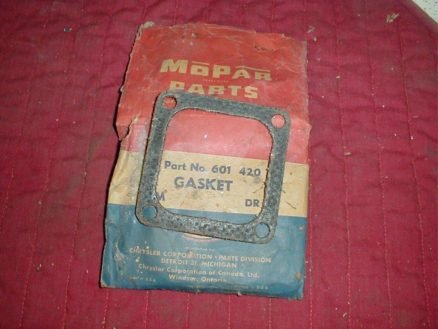 MOPAR
PARTS
Part No. 601 420
GASKET
M DR
CHRYSLER CORPORATION • PARTS DIVISION
DETROIT 31, MICHIGAN
Chrysler Corporation of Canada, Ltd.
Windsor, Ontario